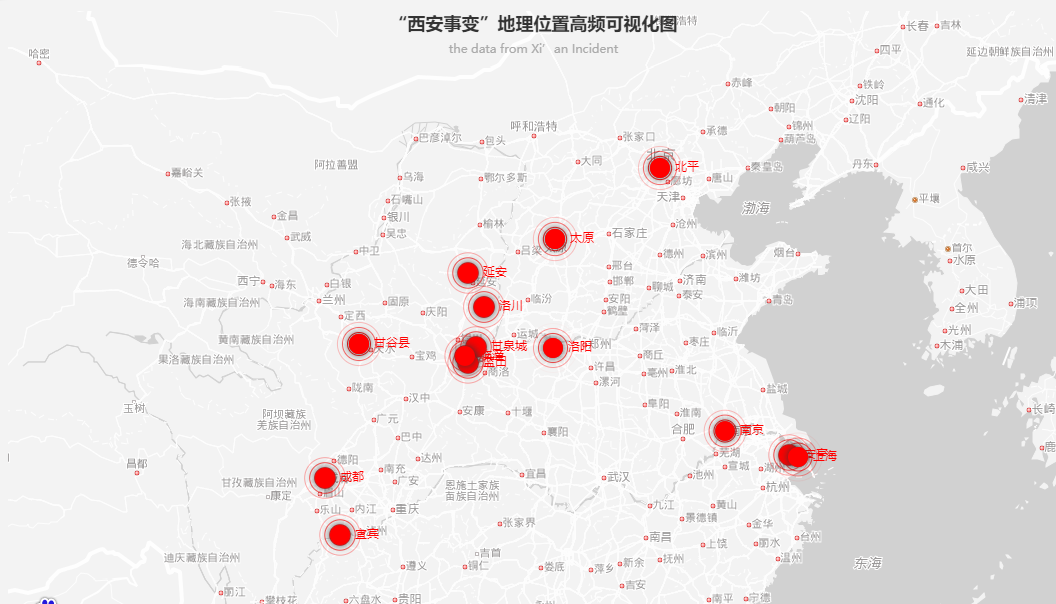 “西安事变”地理位置高频可视化图
the data from Xi’an Incident
浩特
长春
吉林
哈密
四平
延边朝鲜族自治州
赤峰
铁岭
沈阳
通化
清津
朝阳
辽阳
锦州
葫芦岛
呼和浩特
张家口
承德
巴彦淖尔
包头
大同
北平
秦皇岛
丹东
咸兴
阿拉善盟
嘉峪关
乌海
鄂尔多斯
廊坊
唐山
天津
平壤
石嘴山
张掖
金昌
银川
榆林
沧州
渤海
武威
吴忠
太原
石家庄
海北藏族自治州
中卫
吕梁
德州
滨州
烟台
首尔
水原
德令哈
延安
邢台
西宁
海东
白银
邯郸
聊城
济南
潍坊
大田
海南藏族自治州
兰州
固原
洛川
临汾
安阳
泰安
青岛
全州
浦项
定西
庆阳
鹤壁
菏泽
临沂
光州
黄南藏族自治州
甘谷县
运城
甘泉城
洛阳
郑州
枣庄
木浦
果洛藏族自治州
宝鸡
蓝田
商丘
商洛
许昌
亳州
淮北
陇南
漯河
盐城
汉中
玉树
阿坝藏族
羌族自治州
广元
安康
十堰
阜阳
淮南
长崎
巴中
襄阳
合肥
南京
昌都
德阳
达州
芜湖
上海
南充
宜昌
武汉
池州
宣城
湖州
成都
甘孜藏族自治州
广安
恩施土家族
苗族自治州
杭州
康定
眉山
乐山
内江
重庆
九江
黄山
张家界
景德镇
金华
宜宾
泸州
南昌
上饶
丽水
台州
迪庆藏族自治州
吉首
温州
东海
遵义
铜仁
娄底
萍乡
新余
抚州
丽江
吉安
攀枝花
六盘水
贵阳
南平
宁德